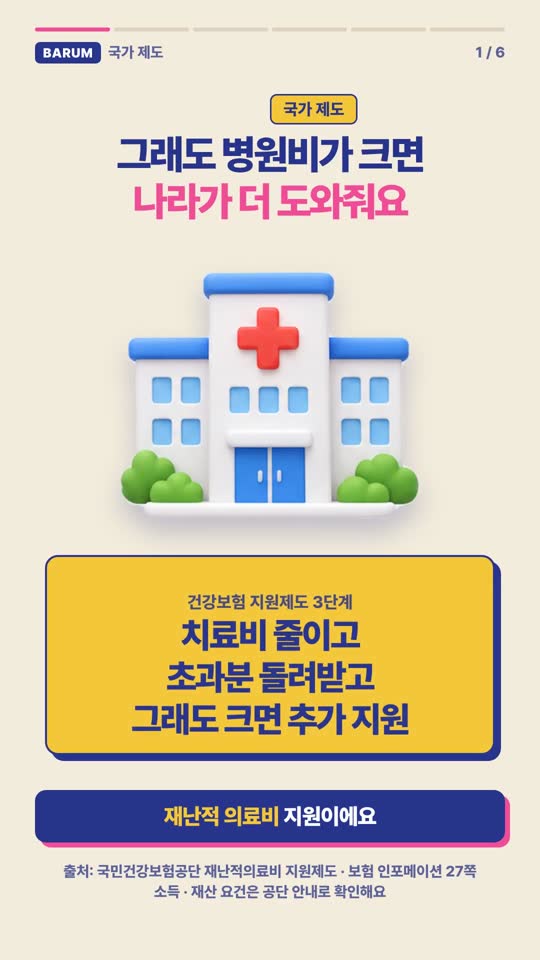 BARUM 국가 제도
1 / 6
국가 제도
그래도 병원비가 크면
나라가 더 도와줘요
건강보험 지원제도 3단계
치료비 줄이고
초과분 돌려받고
그래도 크면 추가 지원
재난적 의료비 지원이에요
출처: 국민건강보험공단 재난적의료비 지원제도 · 보험 인포메이션 27쪽
소득 · 재산 요건은 공단 안내로 확인해요